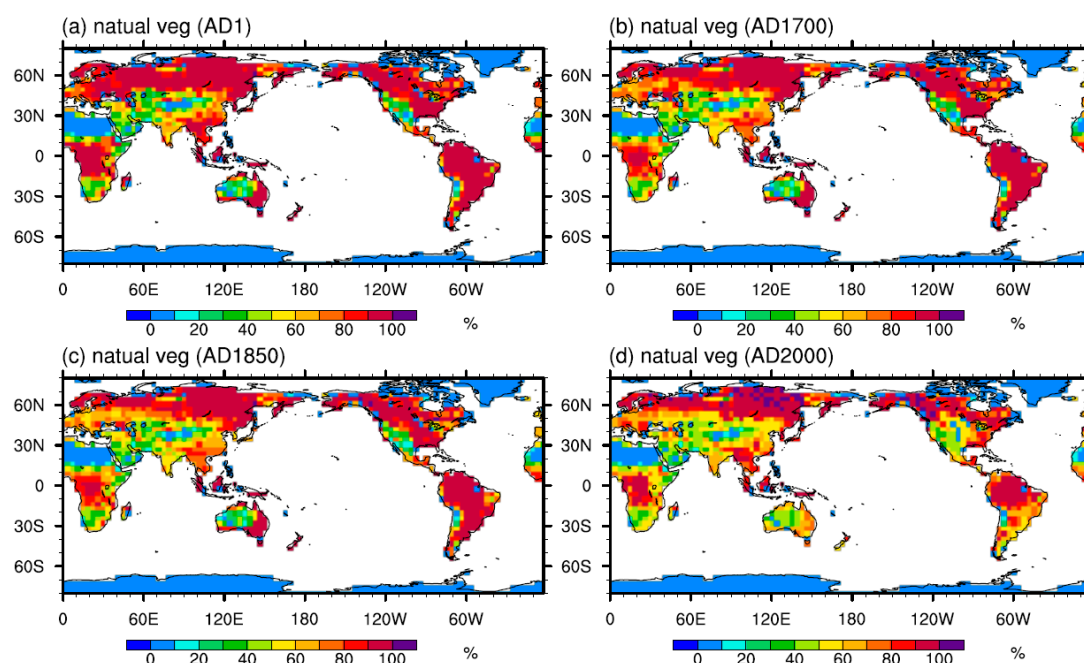 (a) natual veg (AD1)
60N
30N
0
30S
60S
0 60E 120E 180 120W 60W
0 20 40 60 80 100 %
(b) natual veg (AD1700)
60N
30N
0
30S
60S
0 60E 120E 180 120W 60W
0 20 40 60 80 100 %
(c) natual veg (AD1850)
60N
30N
0
30S
60S
0 60E 120E 180 120W 60W
0 20 40 60 80 100 %
(d) natual veg (AD2000)
60N
30N
0
30S
60S
0 60E 120E 180 120W 60W
0 20 40 60 80 100 %